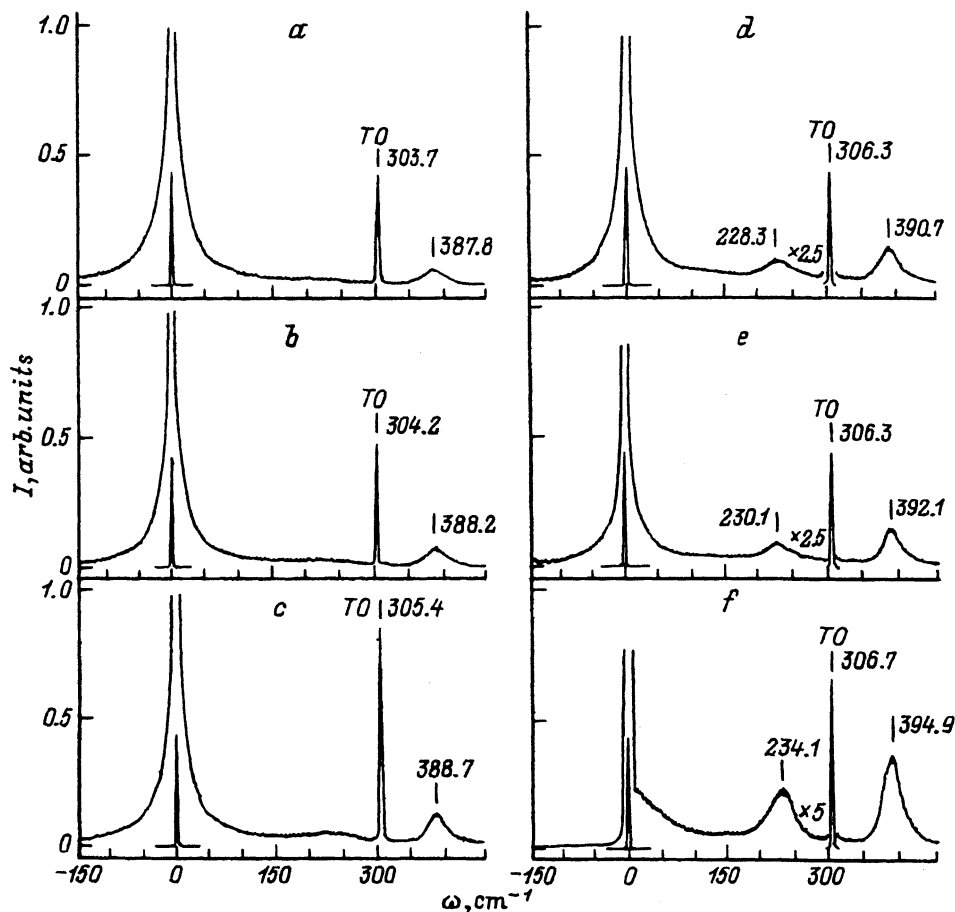 1.0
a
0.5
TO
303.7
387.8
0
b
1.0
0.5
TO
304.2
388.2
0
I, arb. units
c
1.0
TO 305.4
0.5
388.7
0
-150 0 150 300
d
TO
306.3
228.3
×2.5
390.7
e
TO
306.3
230.1
×2.5
392.1
f
TO
306.7
234.1
×5
394.9
-150 0 150 300
ω, cm⁻¹